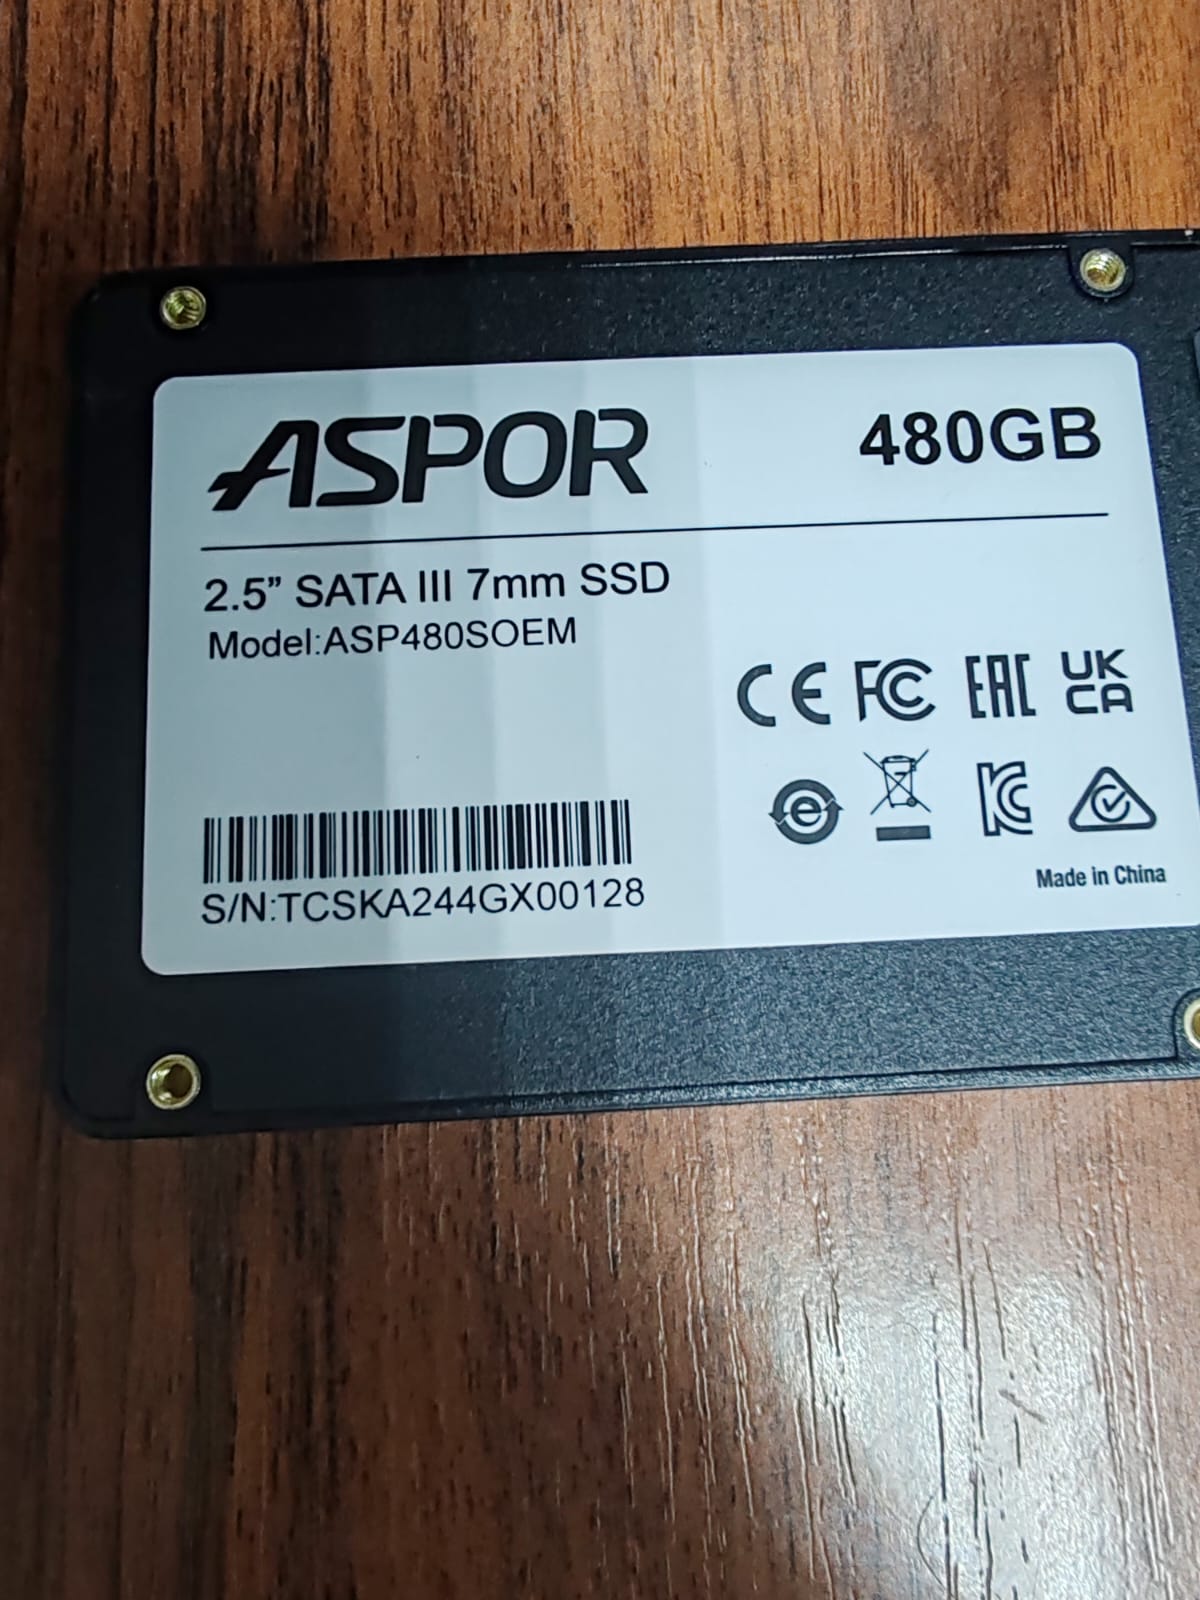 ASPOR
480GB
2.5” SATA III 7mm SSD
Model:ASP480SOEM
CE FC EAC UK
CA
e
KC
S/N:TCSKA244GX00128
Made in China